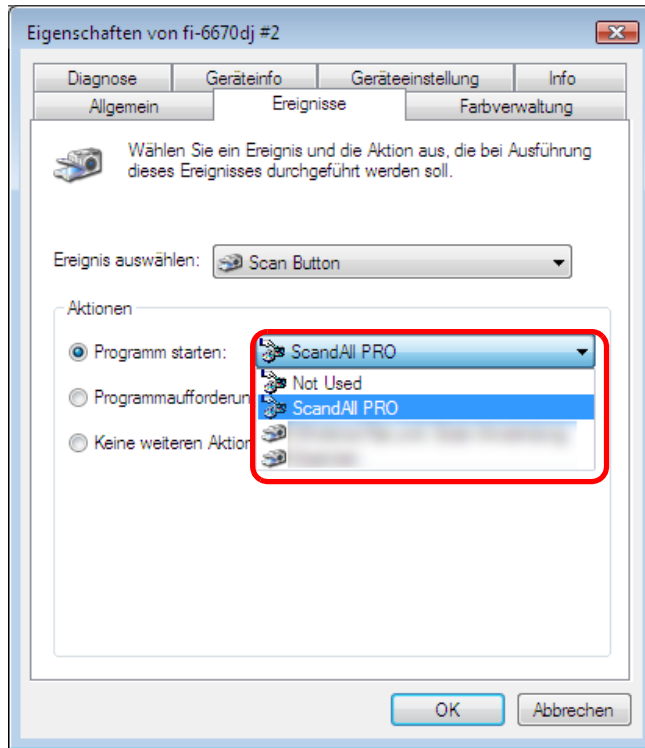 Eigenschaften von fi-6670dj #2
Diagnose Geräteinfo Geräteeinstellung Info
Allgemein Ereignisse Farbverwaltung
Wählen Sie ein Ereignis und die Aktion aus, die bei Ausführung
dieses Ereignisses durchgeführt werden soll.
Ereignis auswählen: Scan Button
Aktionen
Programm starten: ScandAll PRO
Not Used
Programmaufforderun
ScandAll PRO
Keine weiteren Aktion
OK Abbrechen